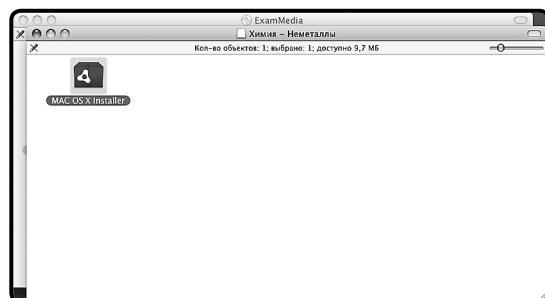 ExamMedia
Химия – Неметаллы
Кол-во объектов: 1; выбрано: 1; доступно 9,7 МБ
MAC OS X Installer